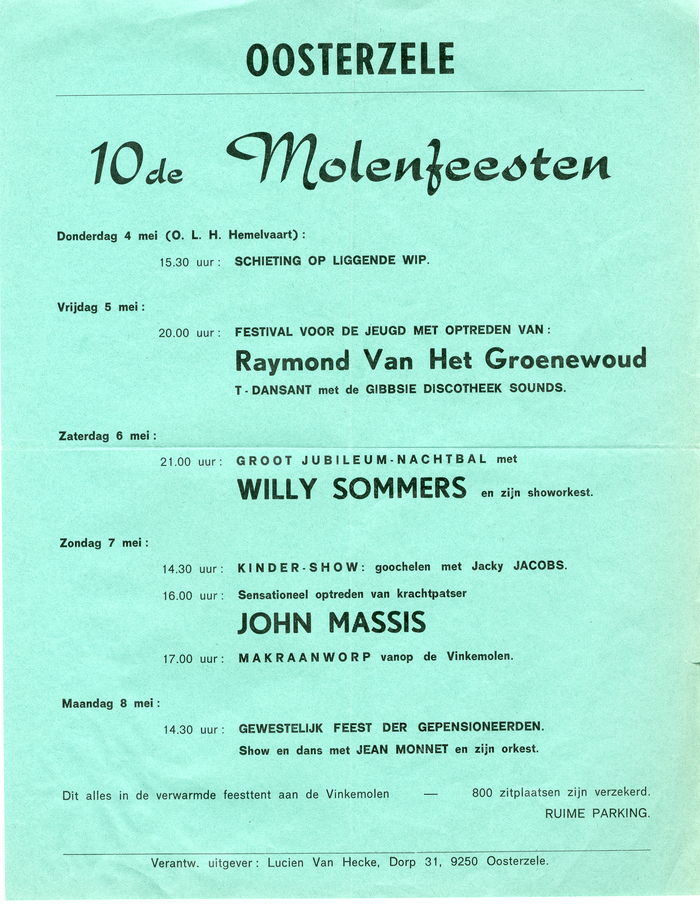 OOSTERZELE
10de Molenfeesten
Donderdag 4 mei (O. L. H. Hemelvaart) :
15.30 uur : SCHIETING OP LIGGENDE WIP.
Vrijdag 5 mei :
20.00 uur : FESTIVAL VOOR DE JEUGD MET OPTREDEN VAN :
Raymond Van Het Groenewoud
T - DANSANT met de GIBBSIE DISCOTHEEK SOUNDS.
Zaterdag 6 mei :
21.00 uur : GROOT JUBILEUM-NACHTBAL met
WILLY SOMMERS en zijn showorkest.
Zondag 7 mei :
14.30 uur : KINDER-SHOW : goochelen met Jacky JACOBS.
16.00 uur : Sensationeel optreden van krachtpatser
JOHN MASSIS
17.00 uur : MAKRAANWORP vanop de Vinkemolen.
Maandag 8 mei :
14.30 uur : GEWESTELIJK FEEST DER GEPENSIONEERDEN.
Show en dans met JEAN MONNET en zijn orkest.
Dit alles in de verwarmde feesttent aan de Vinkemolen — 800 zitplaatsen zijn verzekerd.
RUIME PARKING.
Verantw. uitgever : Lucien Van Hecke, Dorp 31, 9250 Oosterzele.